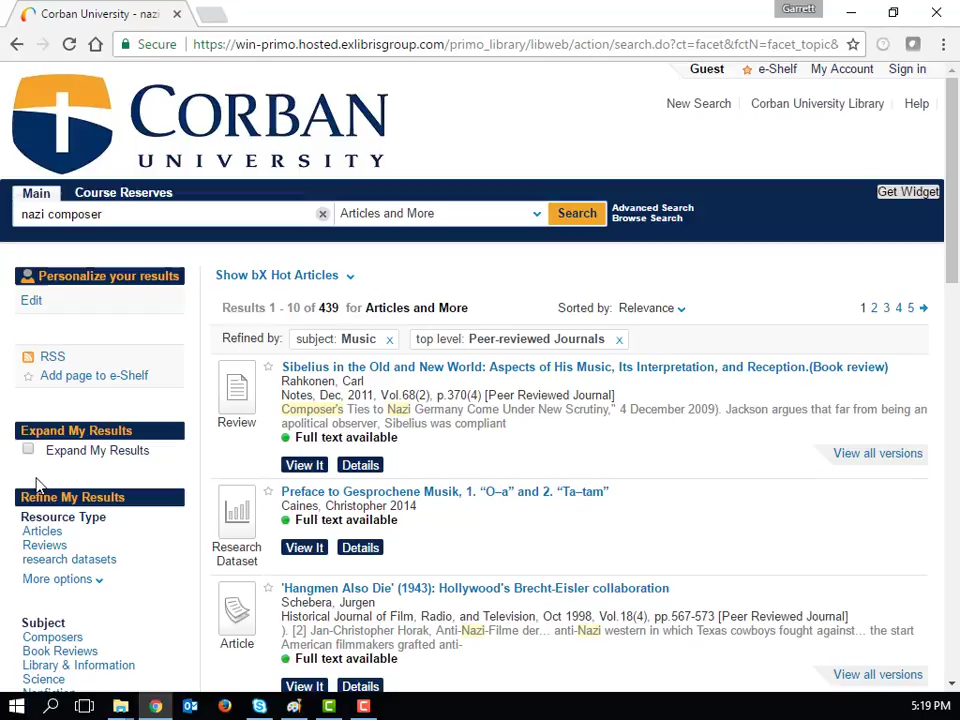 Corban University - nazi
Garrett
Secure
https://win-primo.hosted.exlibrisgroup.com/primo_library/libweb/action/search.do?ct=facet&fctN=facet_topic&
Guest e-Shelf My Account Sign in
CORBAN
UNIVERSITY
New Search Corban University Library Help
Main Course Reserves
Get Widget
nazi composer
Articles and More
Search
Advanced Search
Browse Search
Personalize your results
Edit
RSS
Add page to e-Shelf
Expand My Results
Expand My Results
Refine My Results
Resource Type
Articles
Reviews
research datasets
More options
Subject
Composers
Book Reviews
Library & Information
Science
Show bX Hot Articles
Results 1 - 10 of 439 for Articles and More
Sorted by: Relevance
1 2 3 4 5
Refined by: subject: Music x top level: Peer-reviewed Journals x
Sibelius in the Old and New World: Aspects of His Music, Its Interpretation, and Reception.(Book review)
Rahkonen, Carl
Notes, Dec, 2011, Vol.68(2), p.370(4) [Peer Reviewed Journal]
Composer's Ties to Nazi Germany Come Under New Scrutiny," 4 December 2009). Jackson argues that far from being an
apolitical observer, Sibelius was compliant
Full text available
Review
View It Details
View all versions
Preface to Gesprochene Musik, 1. “O–a” and 2. “Ta–tam”
Caines, Christopher 2014
Full text available
Research
Dataset
View It Details
'Hangmen Also Die' (1943): Hollywood's Brecht-Eisler collaboration
Schebera, Jurgen
Historical Journal of Film, Radio, and Television, Oct 1998, Vol.18(4), pp.567-573 [Peer Reviewed Journal]
). [2] Jan-Christopher Horak, Anti-Nazi-Filme der... anti-Nazi western in which Texas cowboys fought against... the start
American filmmakers grafted anti-
Full text available
Article
View It Details
View all versions
5:19 PM